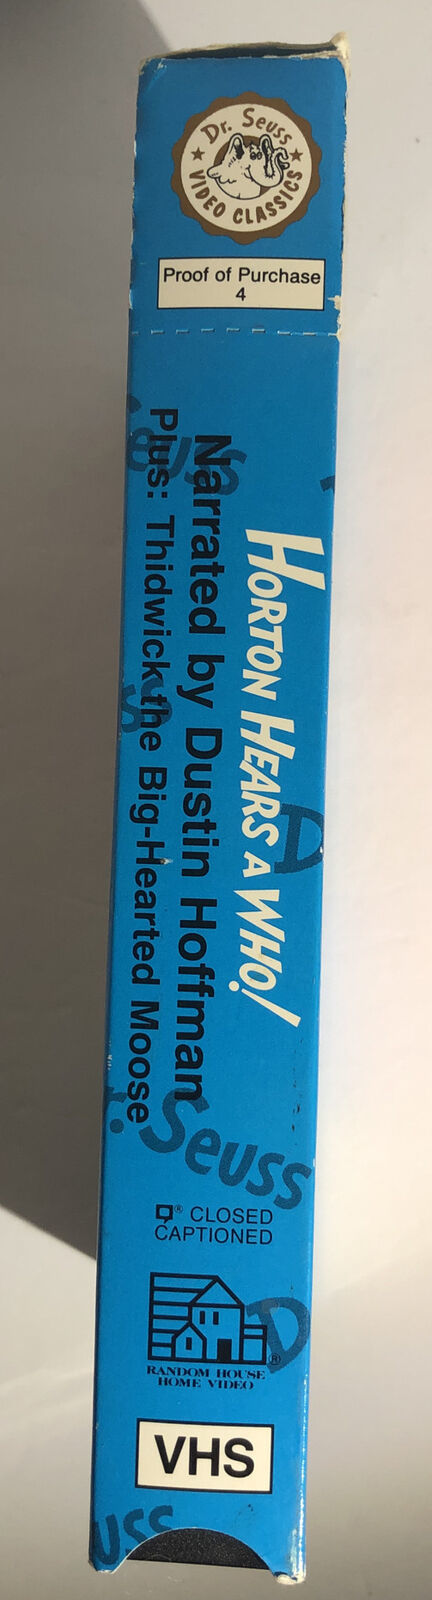 Dr. Seuss
VIDEO CLASSICS
Proof of Purchase
4
HORTON HEARS A WHO!
Narrated by Dustin Hoffman
Plus: Thidwick the Big-Hearted Moose
® CLOSED
CAPTIONED
®
RANDOM HOUSE
HOME VIDEO
VHS